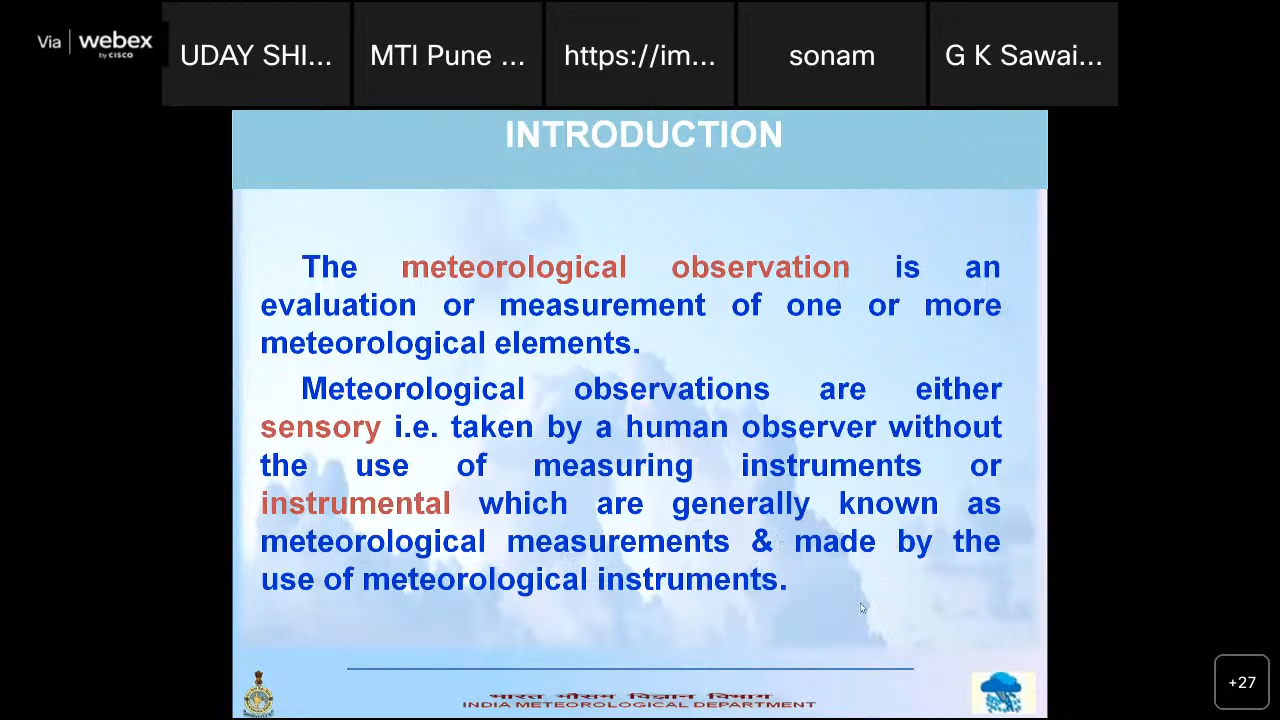 Via webex
by CISCO
UDAY SHI...
MTI Pune ...
https://im...
sonam
G K Sawai...
INTRODUCTION
The meteorological observation is an
evaluation or measurement of one or more
meteorological elements.
Meteorological observations are either
sensory i.e. taken by a human observer without
the use of measuring instruments or
instrumental which are generally known as
meteorological measurements & made by the
use of meteorological instruments.
भारत मौसम विज्ञान विभाग
INDIA METEOROLOGICAL DEPARTMENT
+27